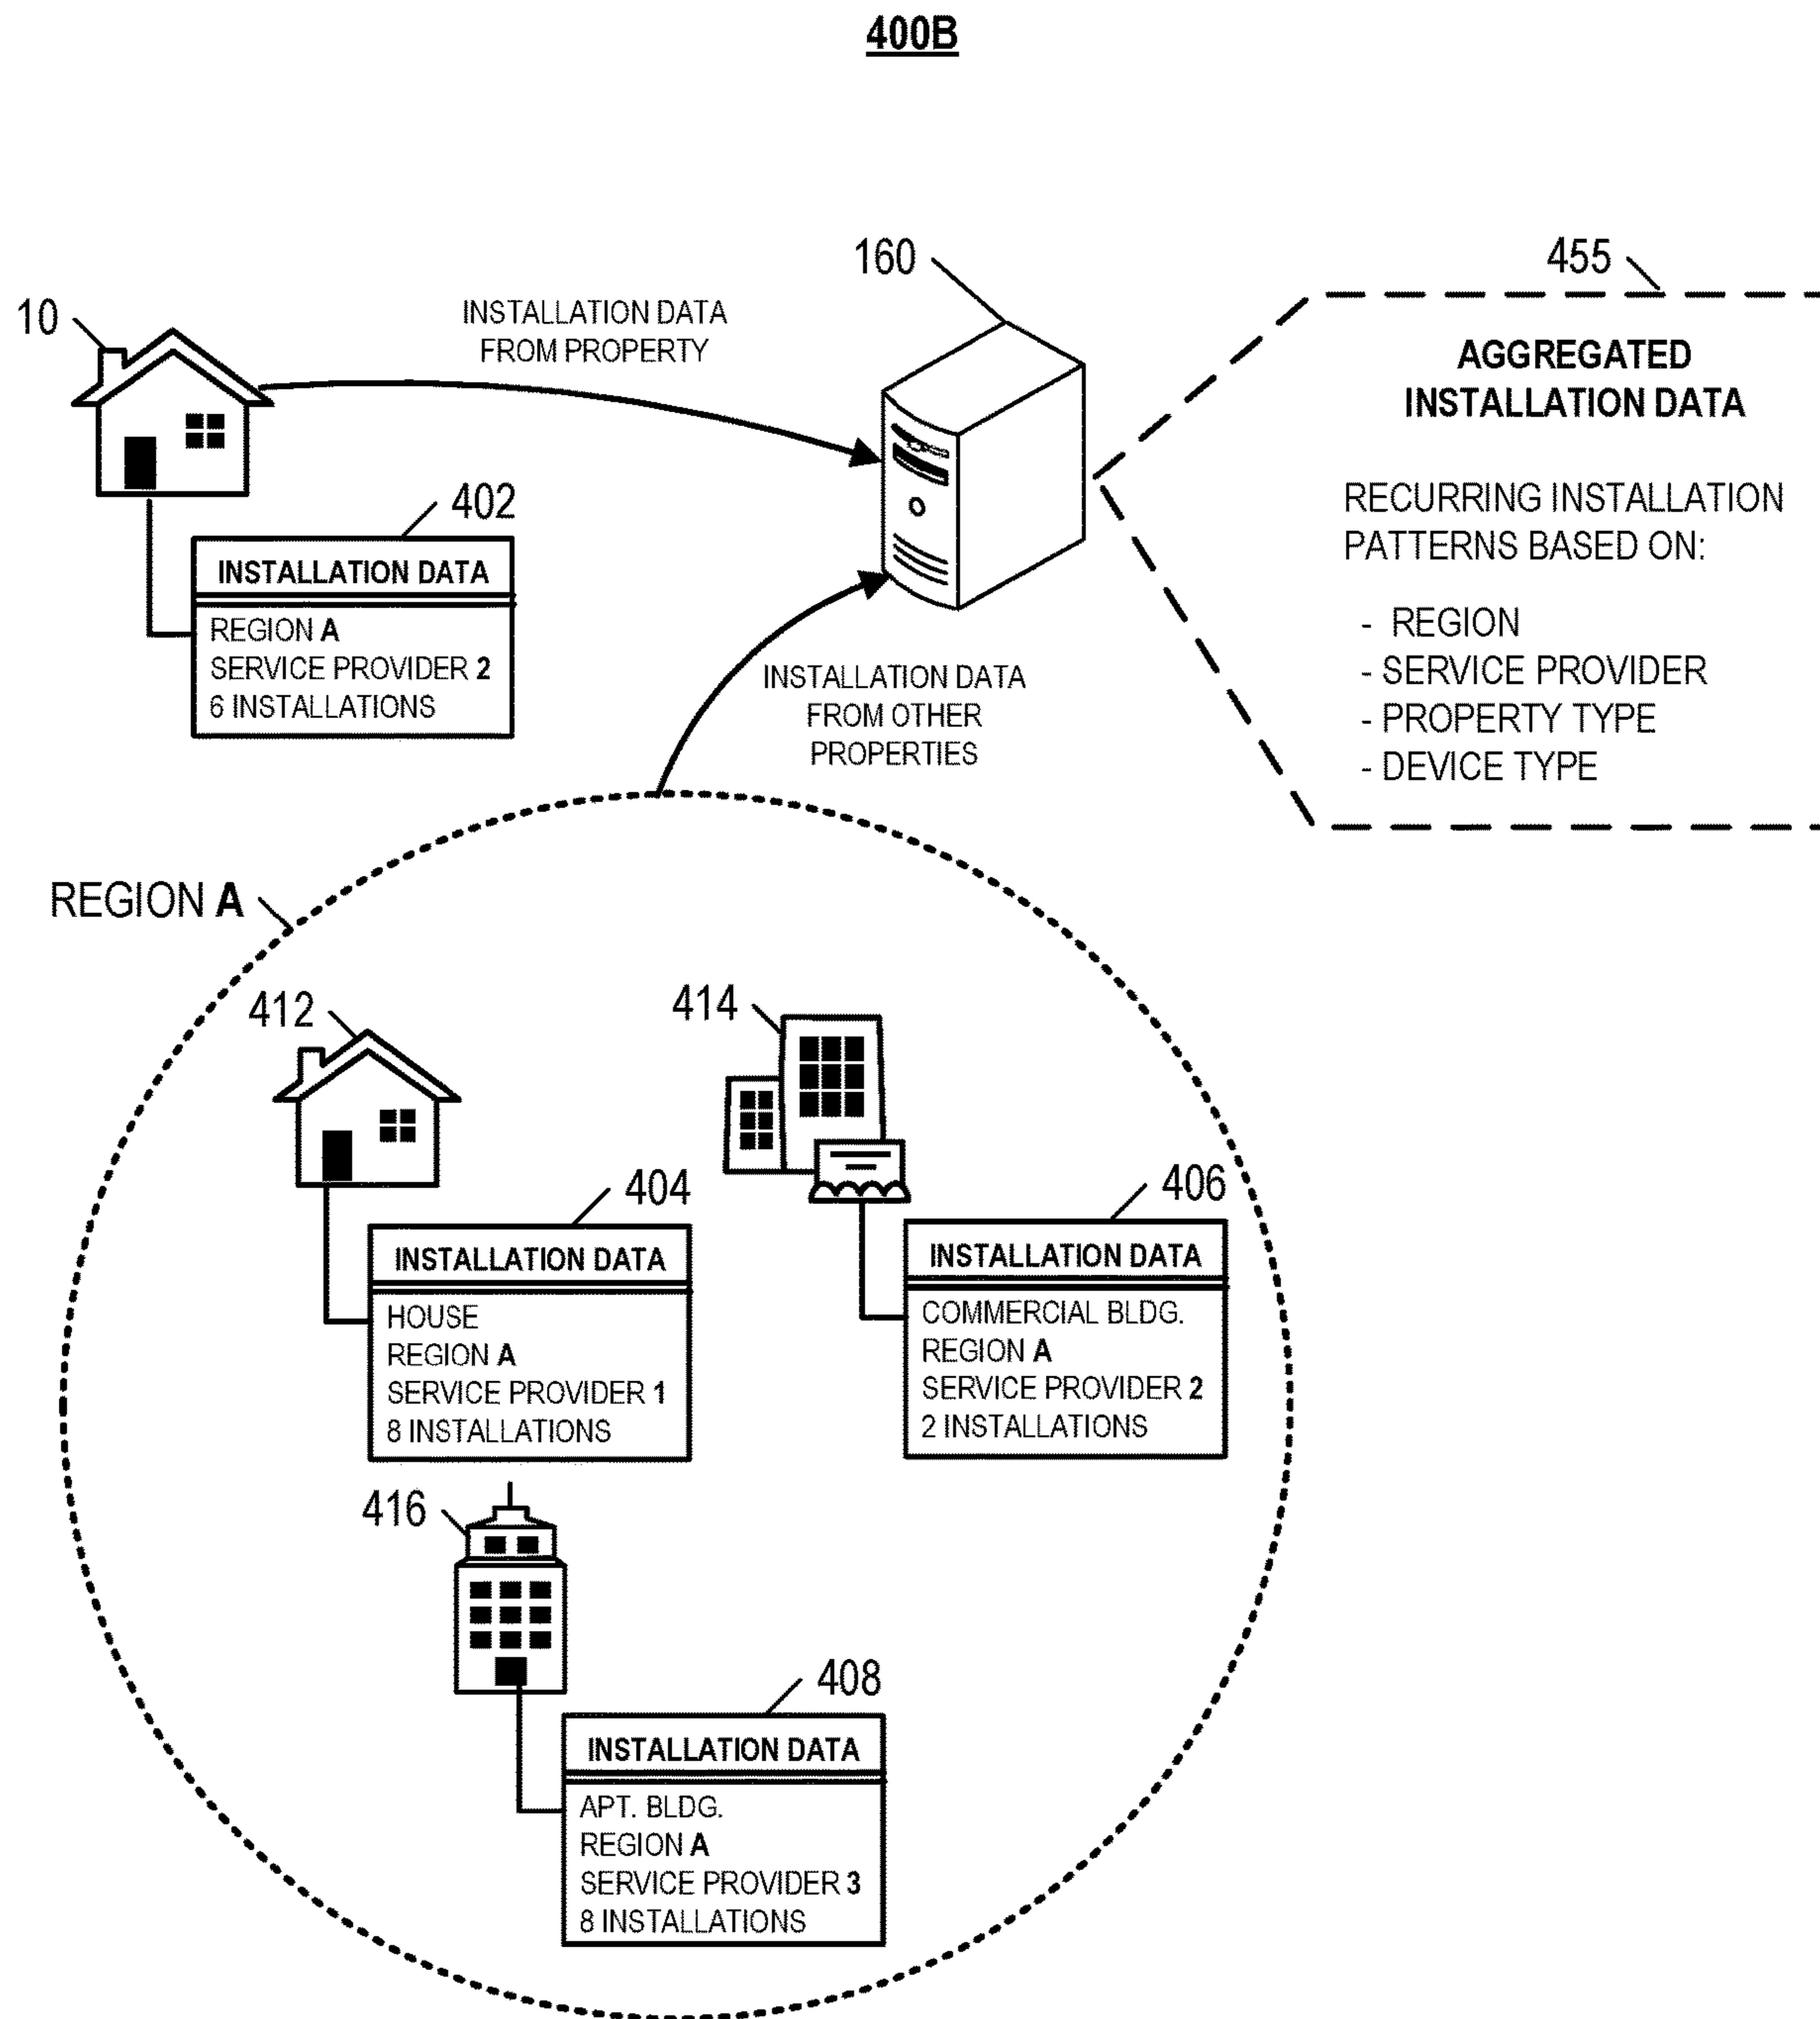 400B
160
455
10
INSTALLATION DATA
FROM PROPERTY
AGGREGATED
INSTALLATION DATA
RECURRING INSTALLATION
PATTERNS BASED ON:
- REGION
- SERVICE PROVIDER
- PROPERTY TYPE
- DEVICE TYPE
402
INSTALLATION DATA
REGION A
SERVICE PROVIDER 2
6 INSTALLATIONS
INSTALLATION DATA
FROM OTHER
PROPERTIES
REGION A
412
414
404
INSTALLATION DATA
HOUSE
REGION A
SERVICE PROVIDER 1
8 INSTALLATIONS
406
INSTALLATION DATA
COMMERCIAL BLDG.
REGION A
SERVICE PROVIDER 2
2 INSTALLATIONS
416
408
INSTALLATION DATA
APT. BLDG.
REGION A
SERVICE PROVIDER 3
8 INSTALLATIONS